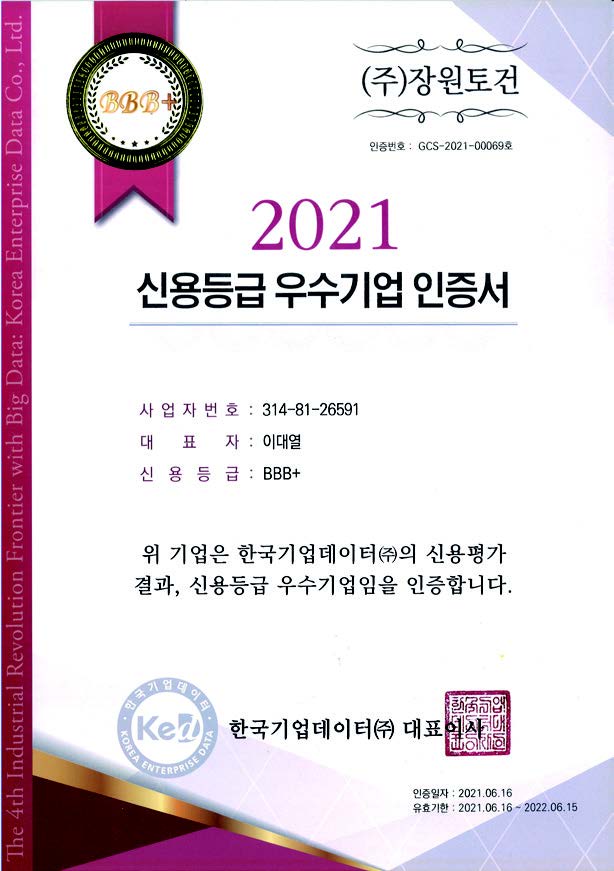 The 4th Industrial Revolution Frontier with Big Data: Korea Enterprise Data Co., Ltd.
BBB+
(주)장원토건
인증번호 : GCS-2021-00069호
2021
신용등급 우수기업 인증서
사업자번호 : 314-81-26591
대표자 : 이대열
신용등급 : BBB+
위 기업은 한국기업데이터㈜의 신용평가
결과, 신용등급 우수기업임을 인증합니다.
한국기업데이터
Ked
KOREA ENTERPRISE DATA
한국기업데이터㈜ 대표이사
인증일자 : 2021.06.16
유효기한 : 2021.06.16 ~ 2022.06.15